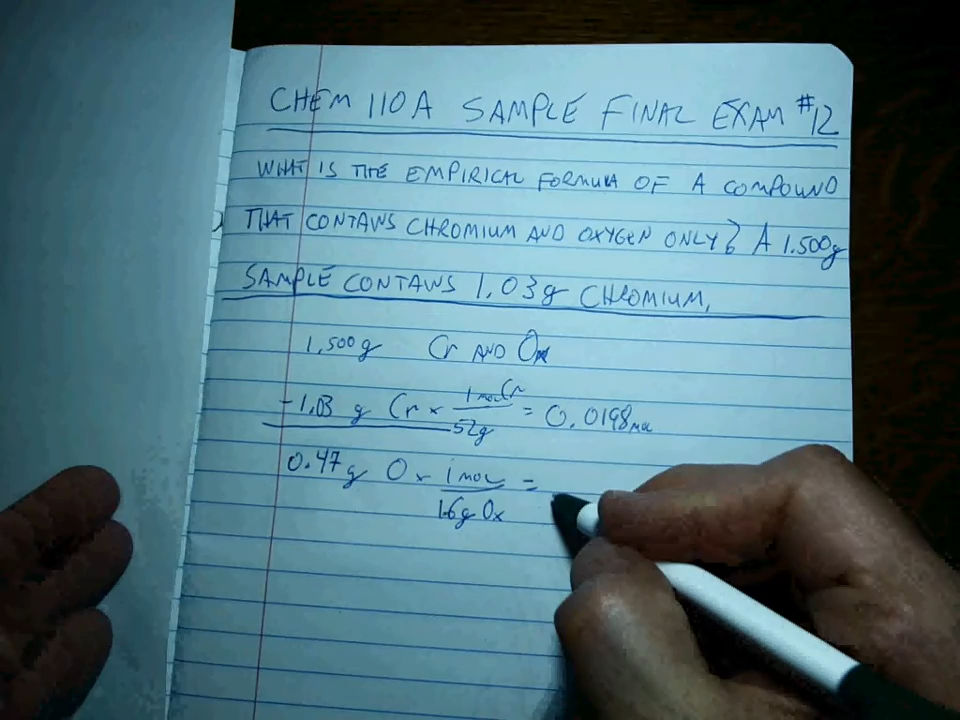 CHEM 110A SAMPLE FINAL EXAM #12
WHAT IS THE EMPIRICAL FORMULA OF A COMPOUND
THAT CONTAINS CHROMIUM AND OXYGEN ONLY? A 1.500g
SAMPLE CONTAINS 1.03g CHROMIUM.
1.500g Cr AND Ox
-1.03 g Cr × 1 mol Cr / 52g = 0.0198 mol
0.47g O × 1 mol / 16g Ox =